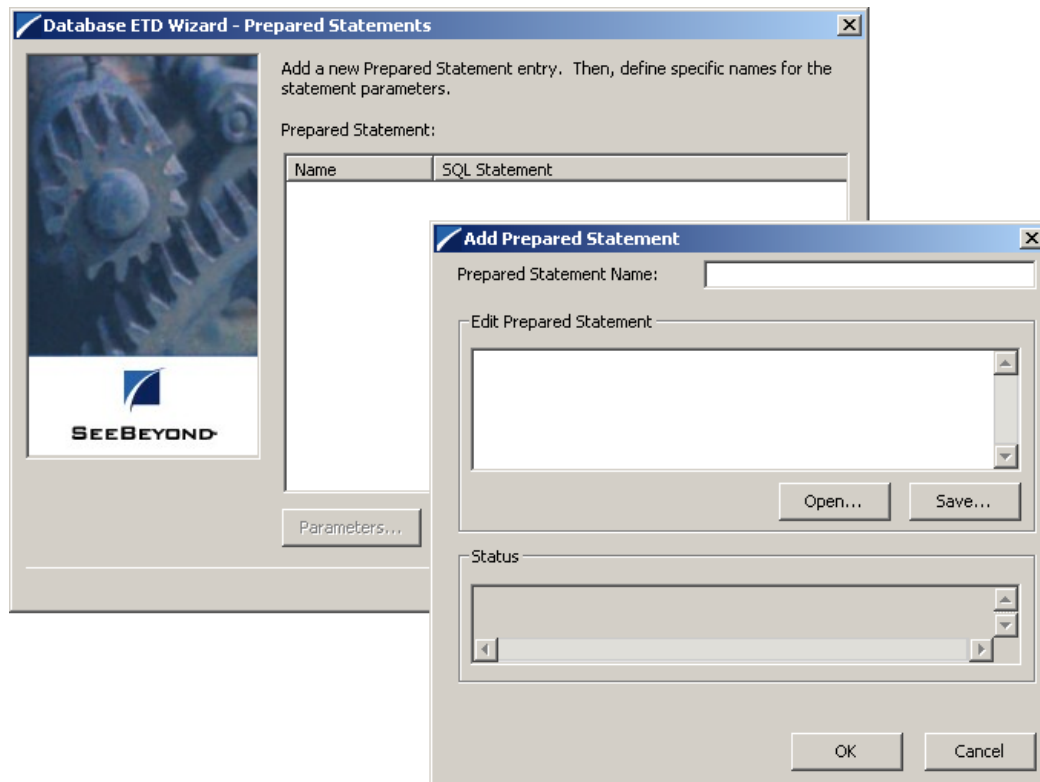 Database ETD Wizard - Prepared Statements
Add a new Prepared Statement entry. Then, define specific names for the
statement parameters.
Prepared Statement:
Name SQL Statement
SEEBEYOND
Parameters...
Add Prepared Statement
Prepared Statement Name:
Edit Prepared Statement
Open... Save...
Status
OK Cancel